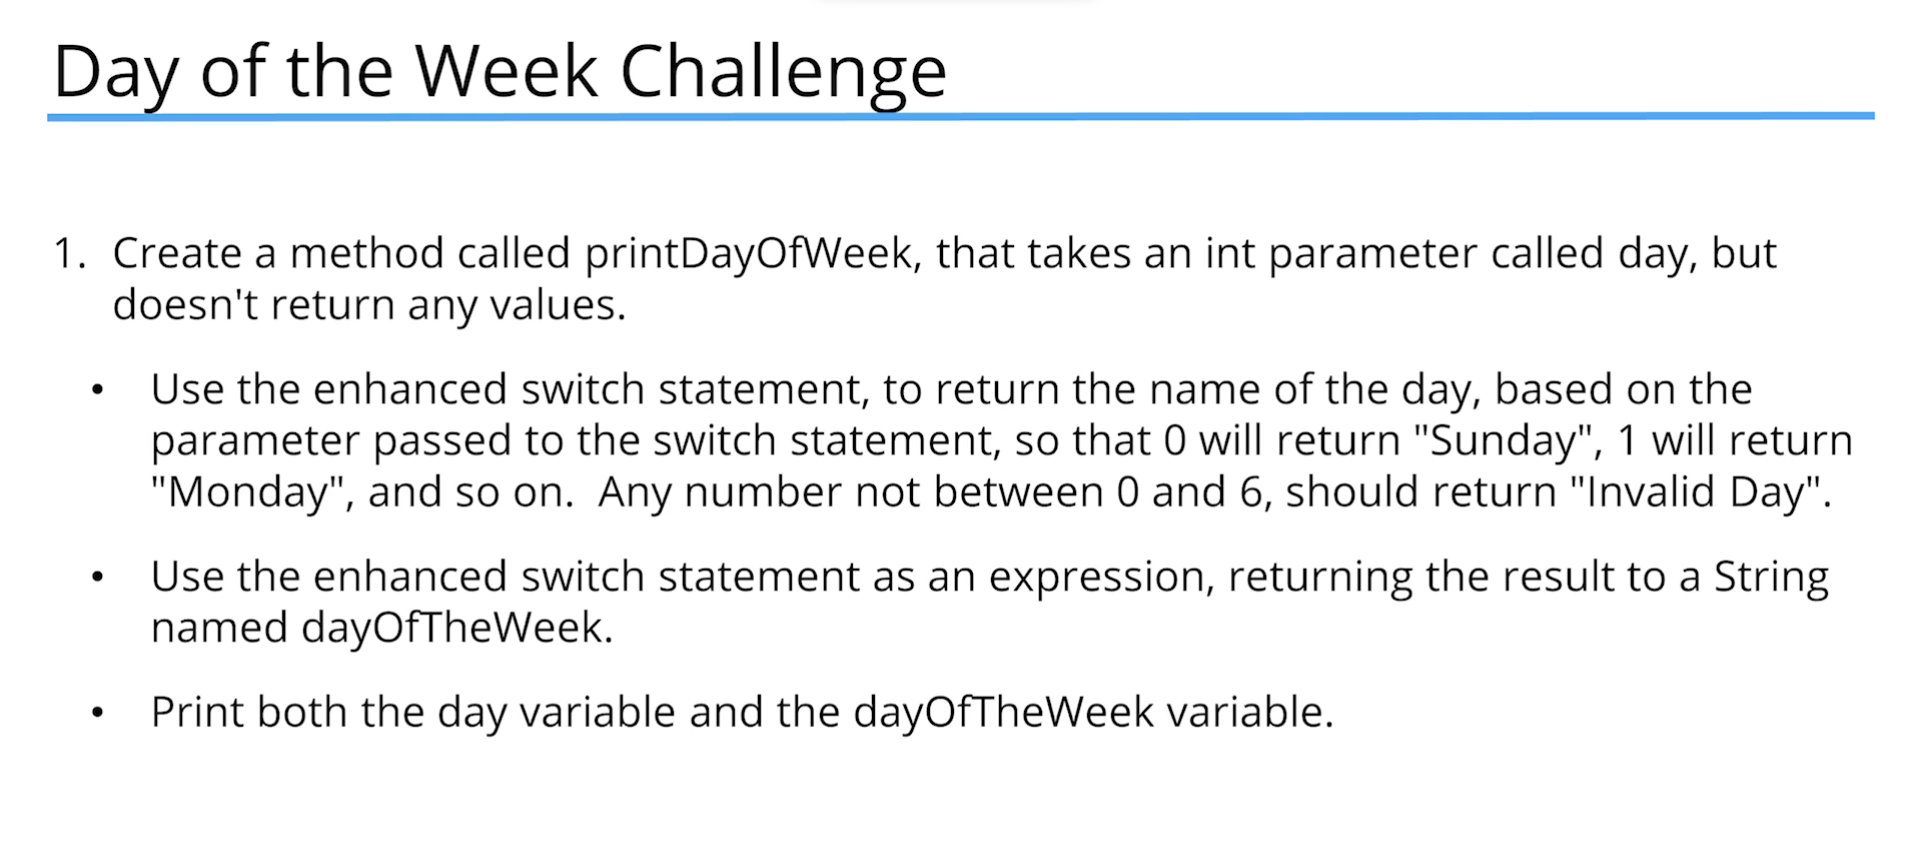 Day of the Week Challenge
1. Create a method called printDayOfWeek, that takes an int parameter called day, but
doesn't return any values.
• Use the enhanced switch statement, to return the name of the day, based on the
parameter passed to the switch statement, so that 0 will return "Sunday", 1 will return
"Monday", and so on.  Any number not between 0 and 6, should return "Invalid Day".
• Use the enhanced switch statement as an expression, returning the result to a String
named dayOfTheWeek.
• Print both the day variable and the dayOfTheWeek variable.